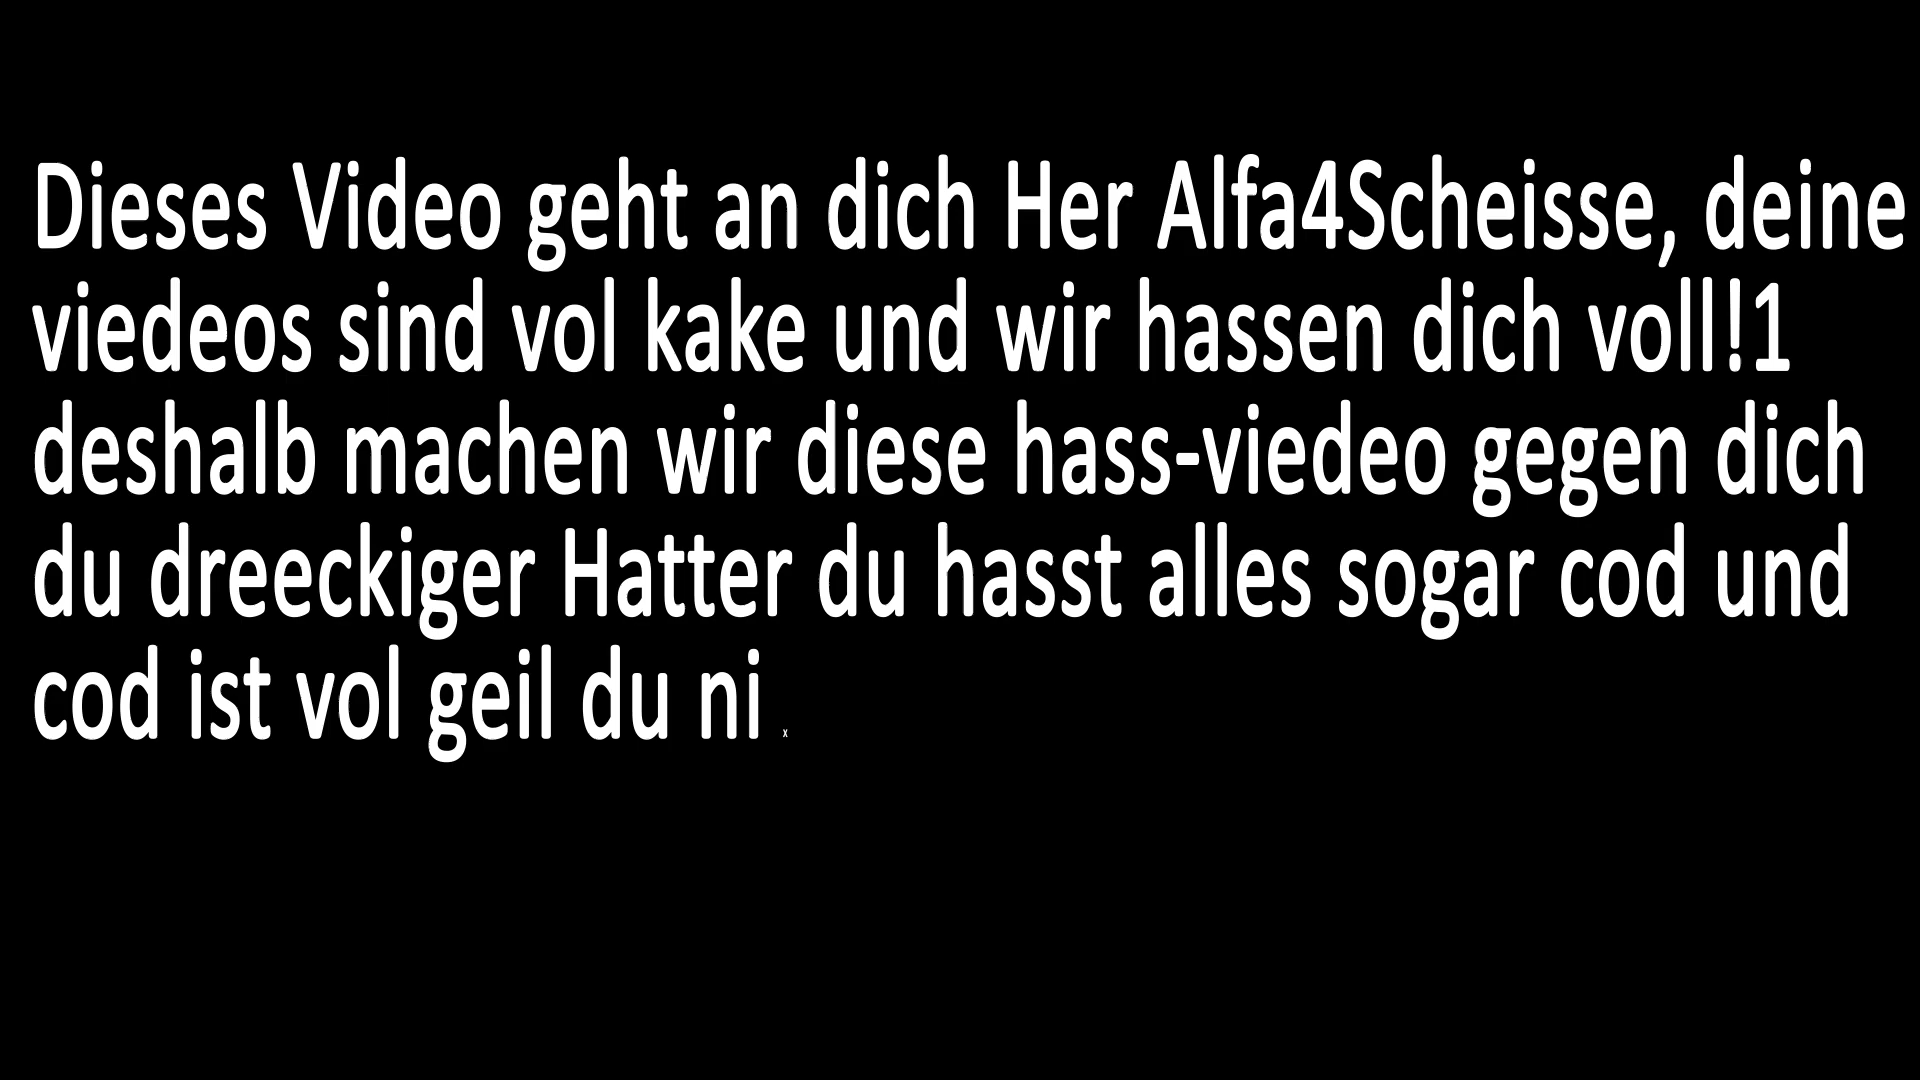 Dieses Video geht an dich Her Alfa4Scheisse, deine
viedeos sind vol kake und wir hassen dich voll!1
deshalb machen wir diese hass-viedeo gegen dich
du dreeckiger Hatter du hasst alles sogar cod und
cod ist vol geil du ni x